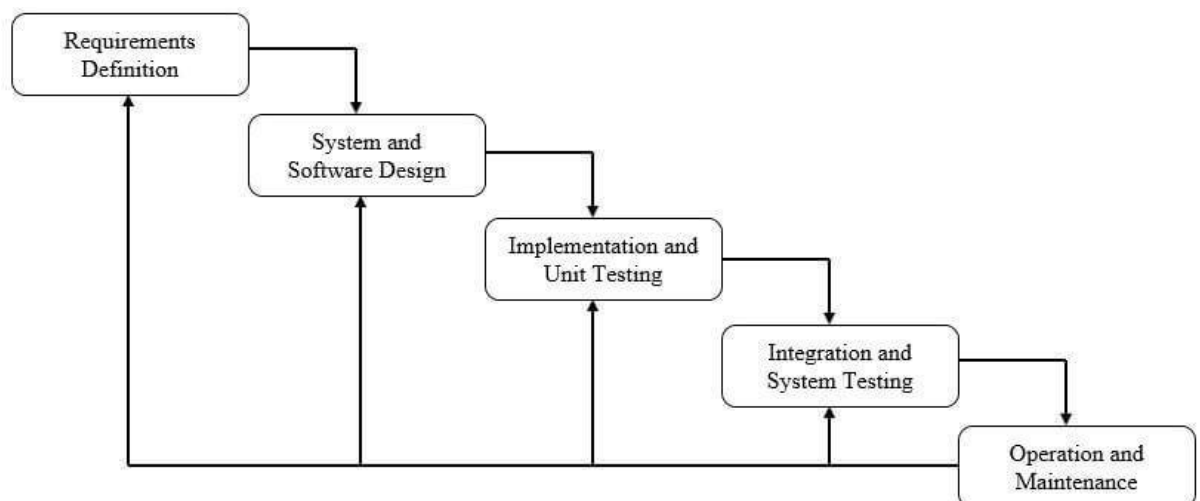 Requirements
Definition
System and
Software Design
Implementation and
Unit Testing
Integration and
System Testing
Operation and
Maintenance